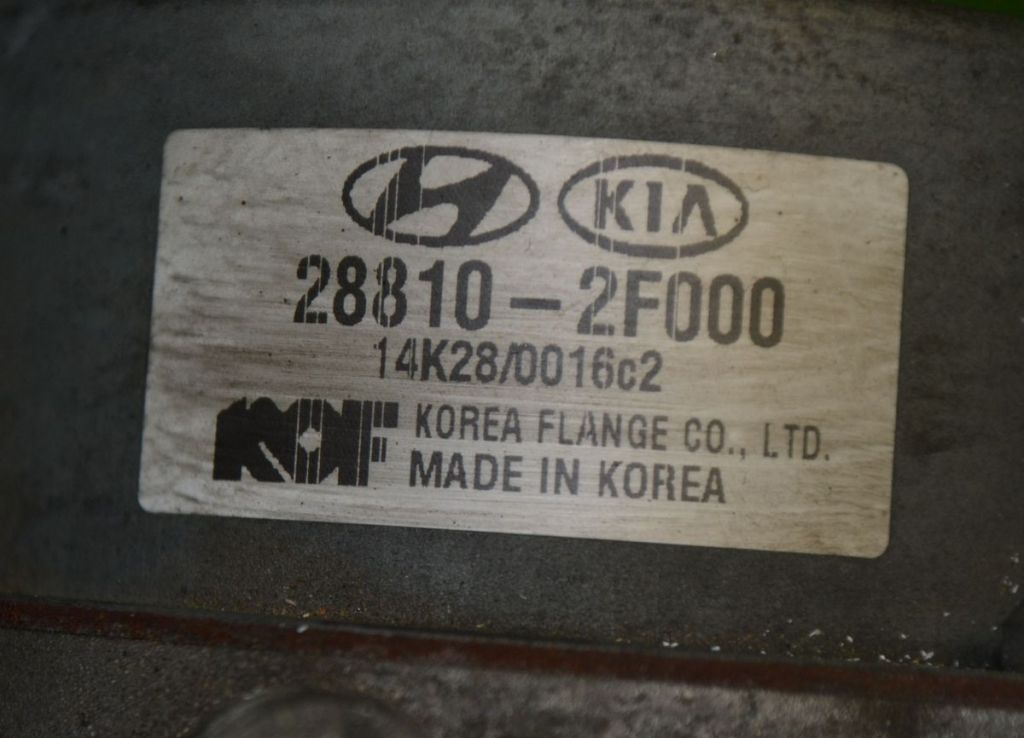 KIA
28810-2F000
14K28/0016c2
KOREA FLANGE CO., LTD.
MADE IN KOREA